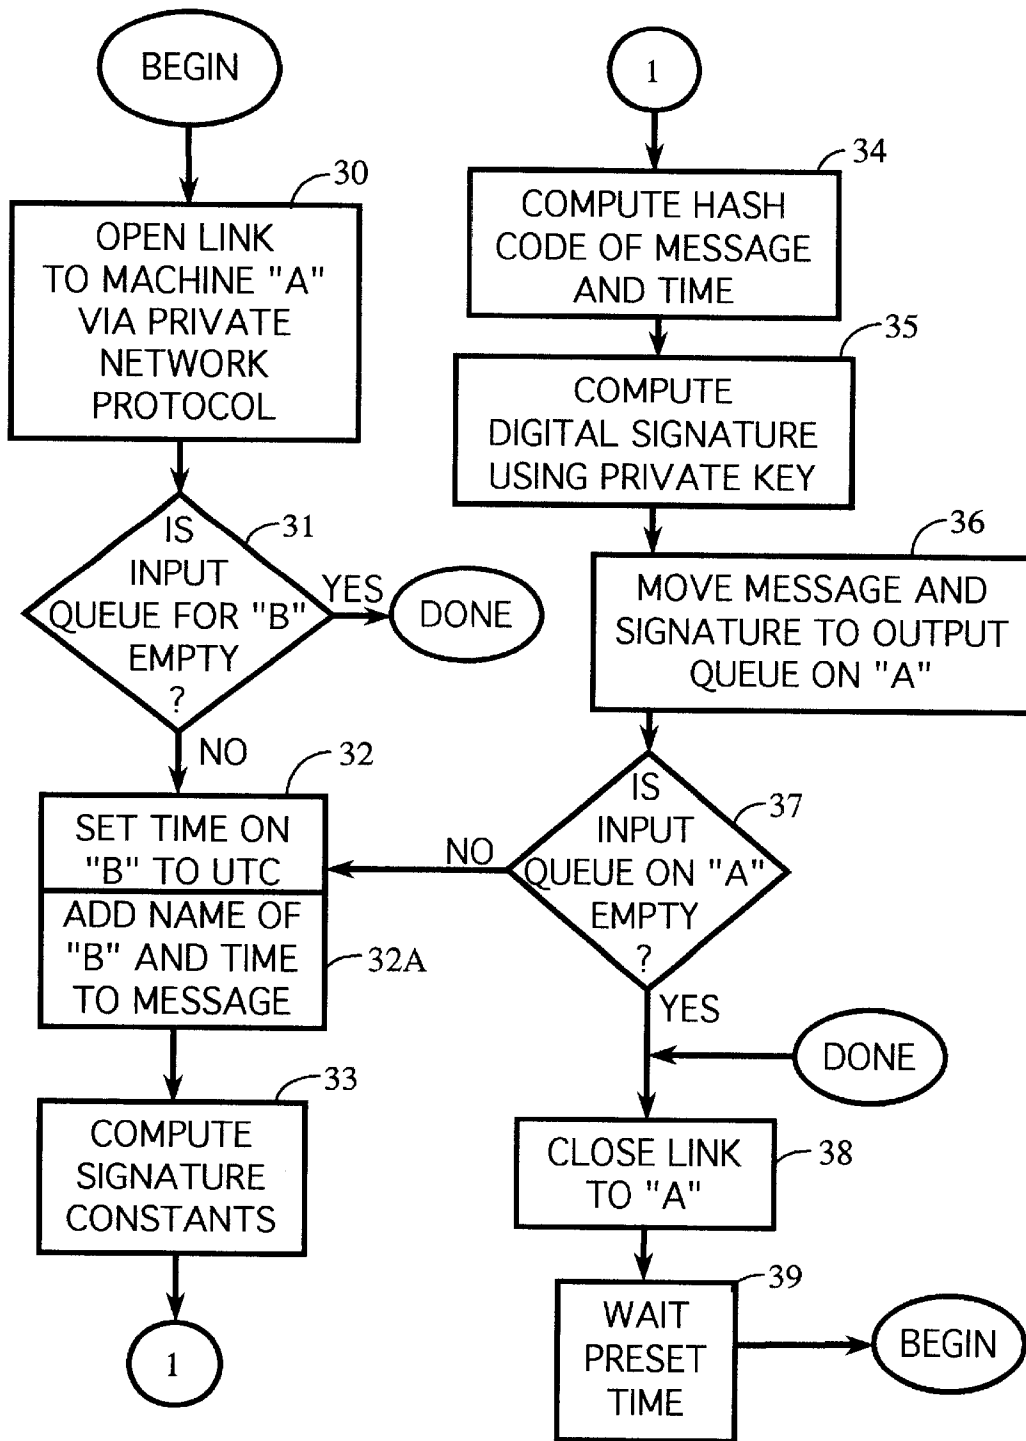 BEGIN
30
OPEN LINK
TO MACHINE "A"
VIA PRIVATE
NETWORK
PROTOCOL
31
IS
INPUT
QUEUE FOR "B"
EMPTY
?
YES
DONE
NO
32
SET TIME ON
"B" TO UTC
ADD NAME OF
"B" AND TIME
TO MESSAGE
32A
33
COMPUTE
SIGNATURE
CONSTANTS
1
1
34
COMPUTE HASH
CODE OF MESSAGE
AND TIME
35
COMPUTE
DIGITAL SIGNATURE
USING PRIVATE KEY
36
MOVE MESSAGE AND
SIGNATURE TO OUTPUT
QUEUE ON "A"
37
IS
INPUT
QUEUE ON "A"
EMPTY
?
NO
YES
DONE
CLOSE LINK
TO "A"
38
39
WAIT
PRESET
TIME
BEGIN